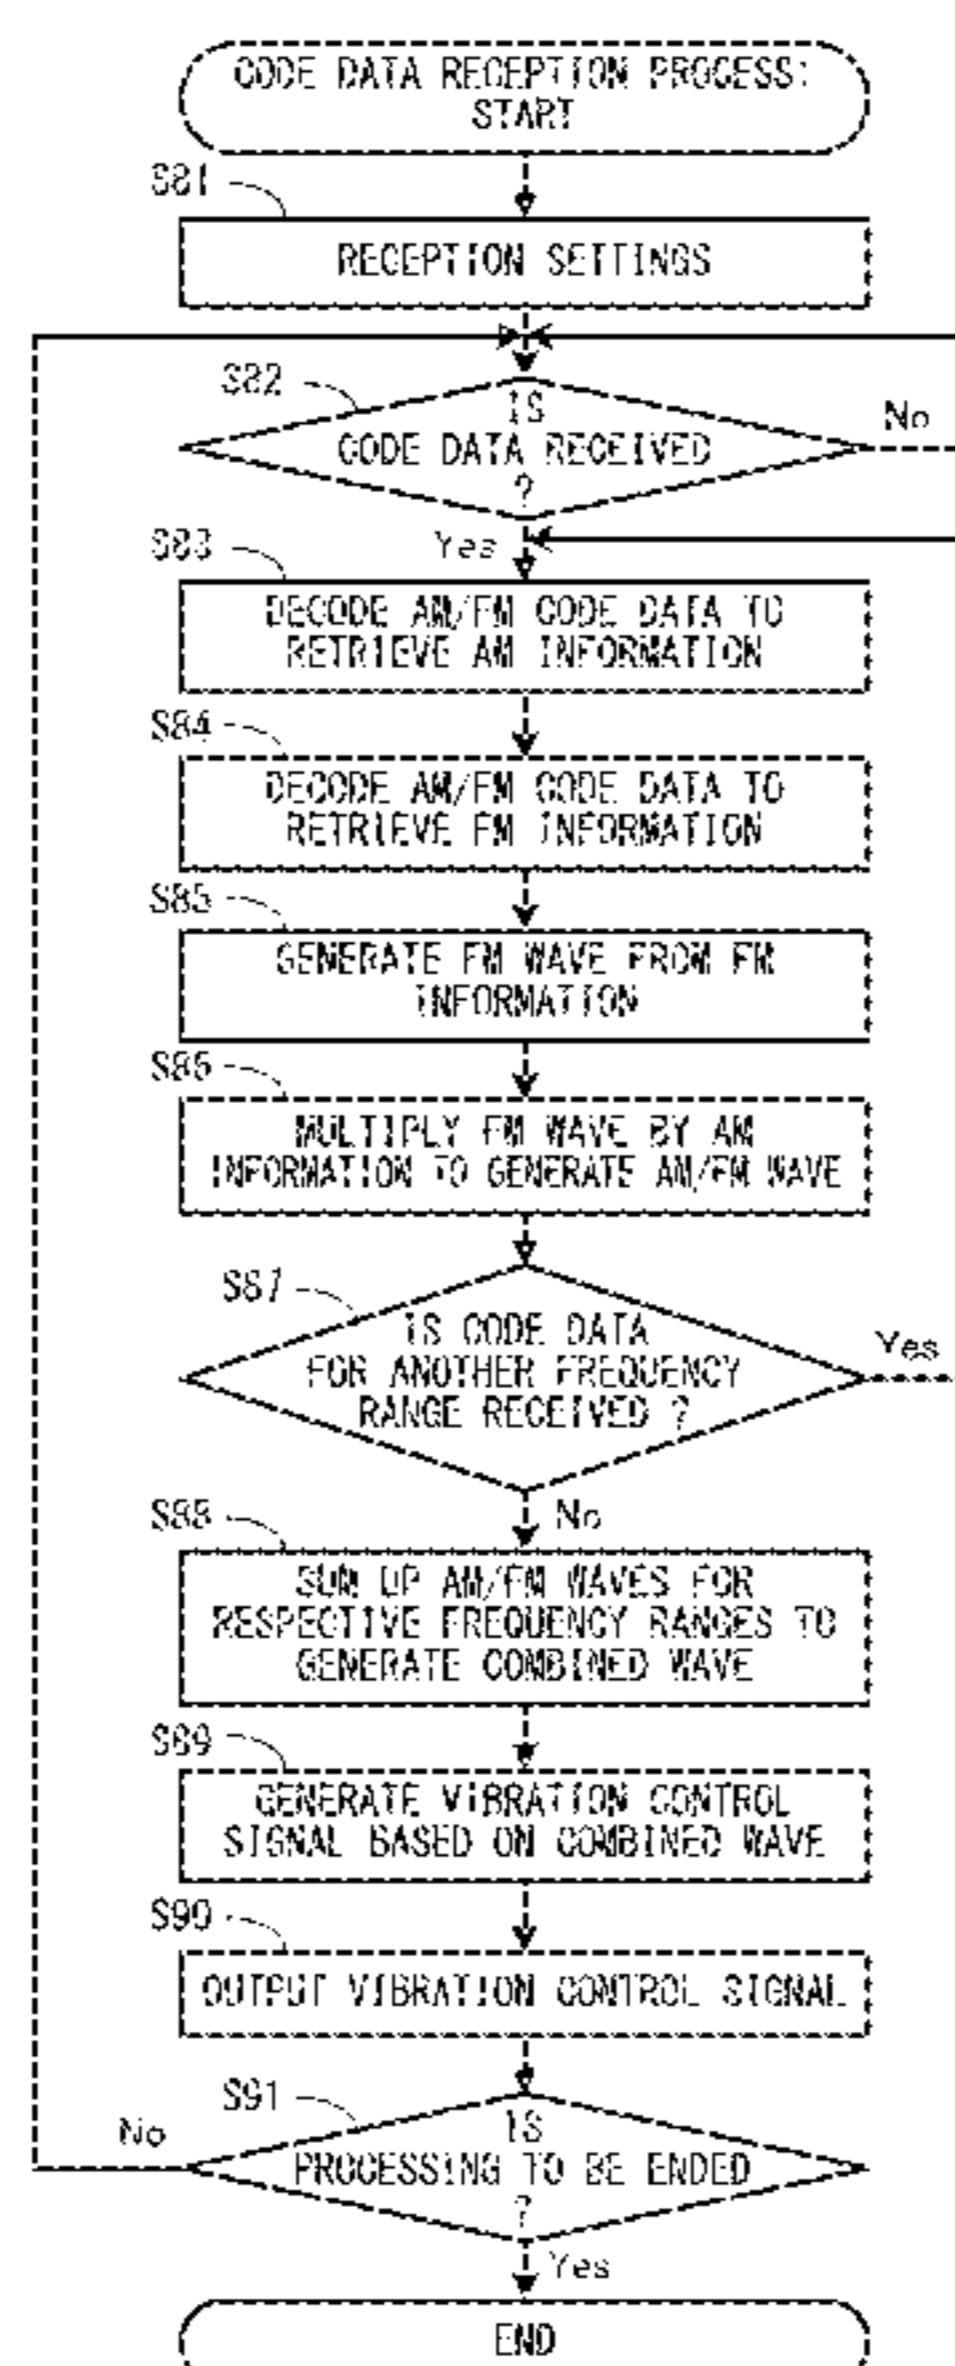 CODE DATA RECEPTION PROCESS:
START
S81
RECEPTION SETTINGS
S82
IS
CODE DATA RECEIVED
?
No
Yes
S83
DECODE AM/FM CODE DATA TO
RETRIEVE AM INFORMATION
S84
DECODE AM/FM CODE DATA TO
RETRIEVE FM INFORMATION
S85
GENERATE FM WAVE FROM FM
INFORMATION
S86
MULTIPLY FM WAVE BY AM
INFORMATION TO GENERATE AM/FM WAVE
S87
IS CODE DATA
FOR ANOTHER FREQUENCY
RANGE RECEIVED ?
Yes
No
S88
SUM UP AM/FM WAVES FOR
RESPECTIVE FREQUENCY RANGES TO
GENERATE COMBINED WAVE
S89
GENERATE VIBRATION CONTROL
SIGNAL BASED ON COMBINED WAVE
S90
OUTPUT VIBRATION CONTROL SIGNAL
S91
IS
PROCESSING TO BE ENDED
?
No
Yes
END